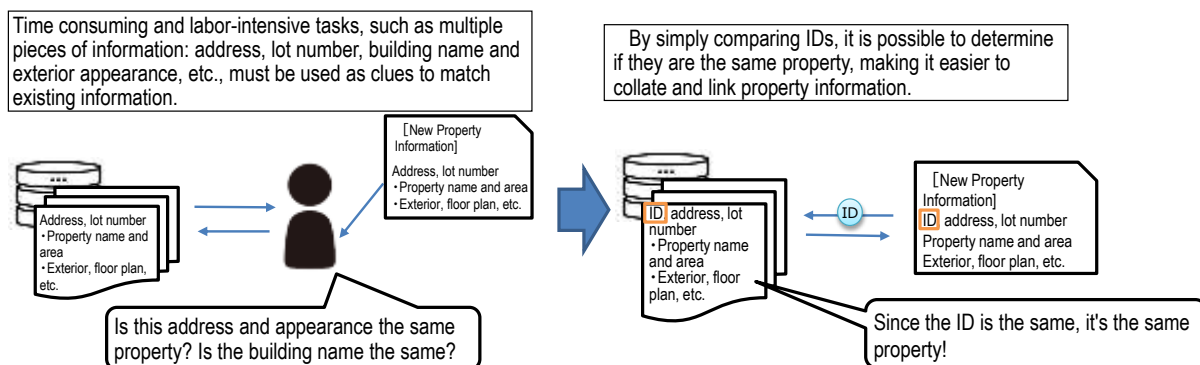 Time consuming and labor-intensive tasks, such as multiple
pieces of information: address, lot number, building name and
exterior appearance, etc., must be used as clues to match
existing information.
[New Property
Information]
Address, lot number
・Property name and area
・Exterior, floor plan, etc.
Address, lot number
・Property name and
area
・Exterior, floor plan,
etc.
Is this address and appearance the same
property? Is the building name the same?
By simply comparing IDs, it is possible to determine
if they are the same property, making it easier to
collate and link property information.
ID address, lot
number
・Property name
and area
・Exterior, floor
plan, etc.
ID
[New Property
Information]
ID address, lot number
Property name and area
Exterior, floor plan, etc.
Since the ID is the same, it's the same
property!